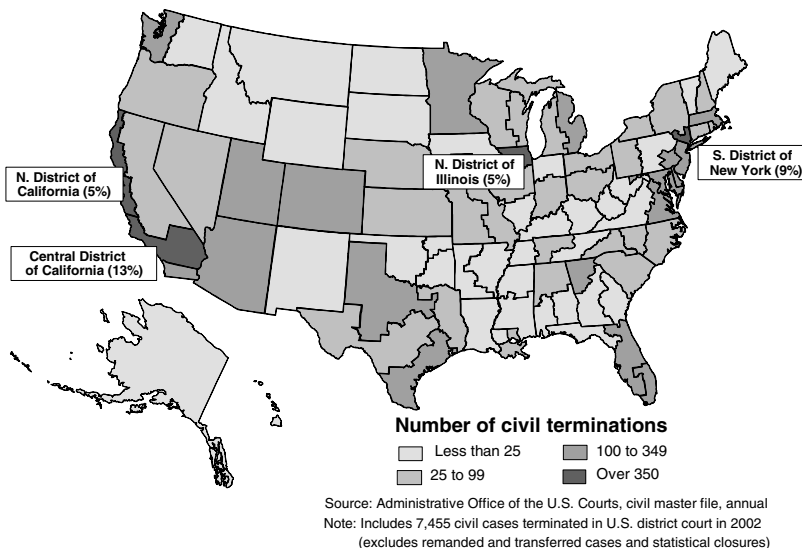 N. District of
California (5%)
Central District
of California (13%)
N. District of
Illinois (5%)
S. District of
New York (9%)
Number of civil terminations
Less than 25
100 to 349
25 to 99
Over 350
Source: Administrative Office of the U.S. Courts, civil master file, annual
Note: Includes 7,455 civil cases terminated in U.S. district court in 2002
(excludes remanded and transferred cases and statistical closures)